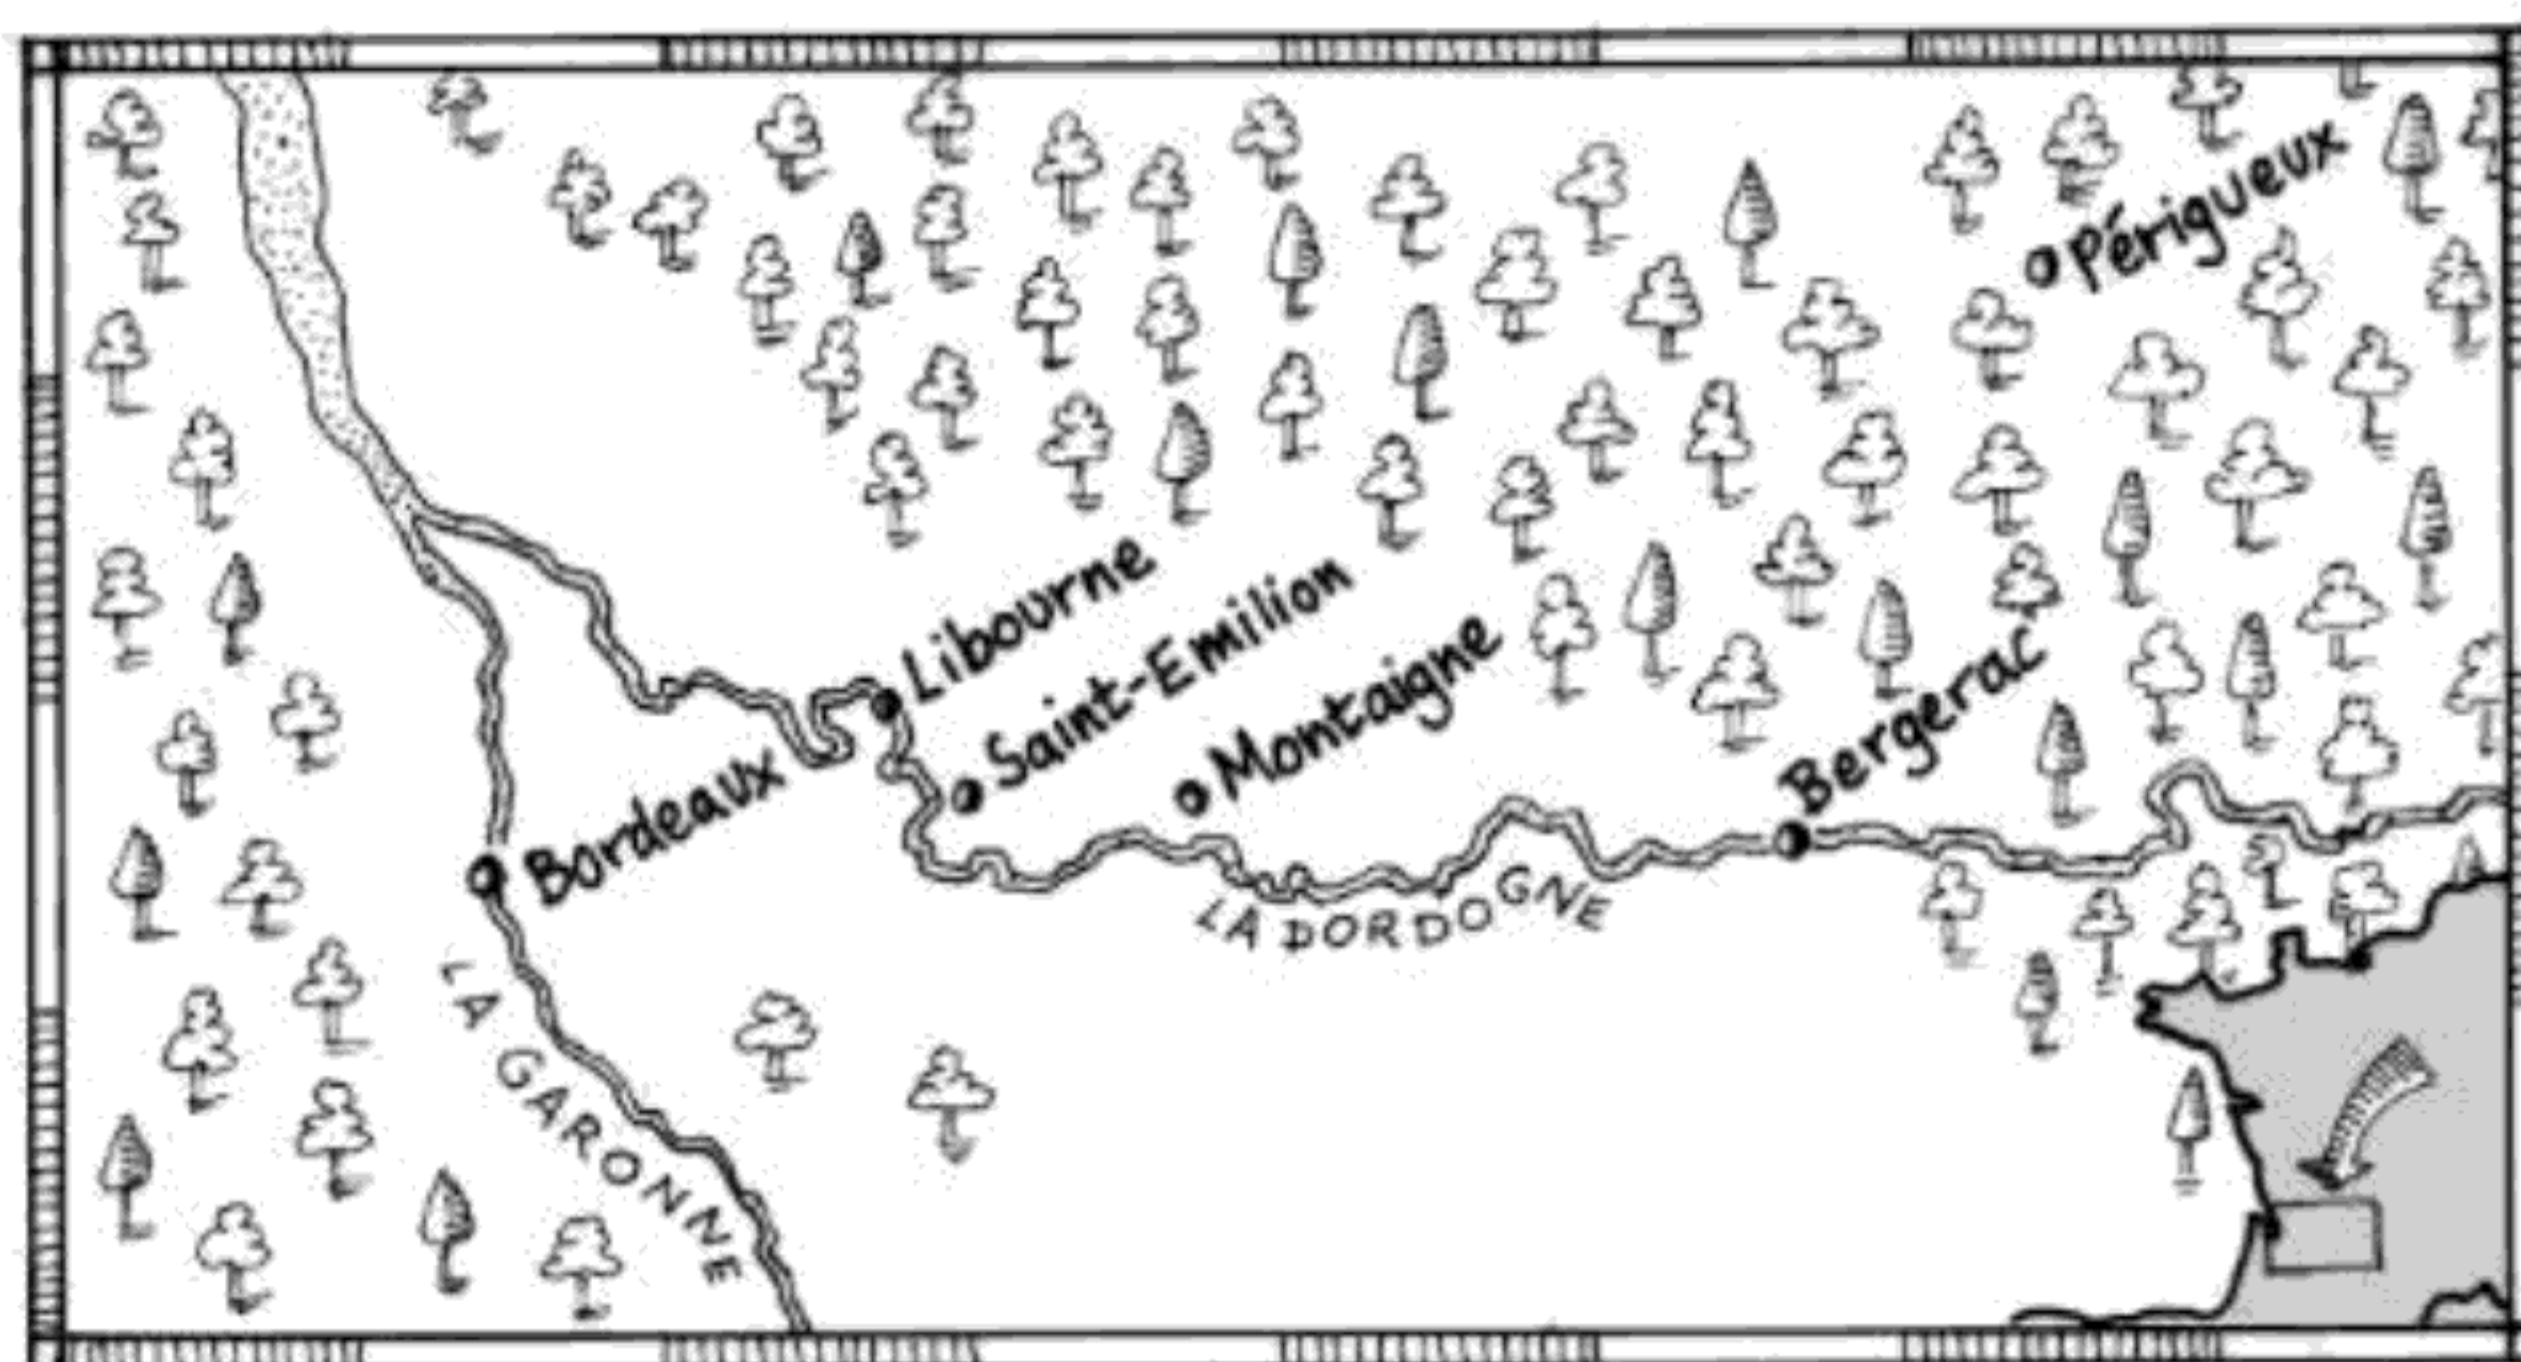 Périgueux
Libourne
Saint-Emilion
Montaigne
Bergerac
Bordeaux
LA DORDOGNE
LA GARONNE